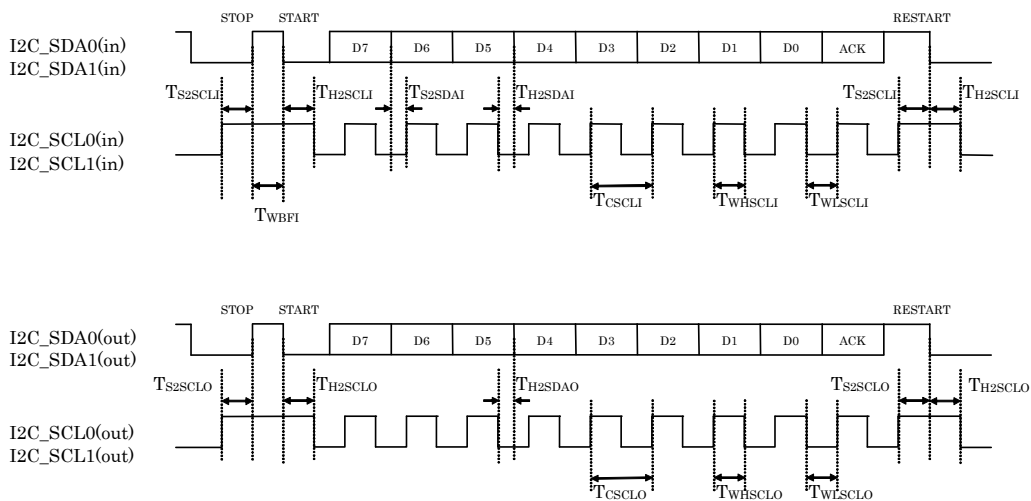 STOP START RESTART
I2C_SDA0(in)
I2C_SDA1(in)
D7 D6 D5 D4 D3 D2 D1 D0 ACK
TS2SCLI TH2SCLI TS2SDAI TH2SDAI TS2SCLI TH2SCLI
I2C_SCL0(in)
I2C_SCL1(in)
TCSCLI TWHSCLI TWLSCLI
TWBFI
STOP START RESTART
I2C_SDA0(out)
I2C_SDA1(out)
D7 D6 D5 D4 D3 D2 D1 D0 ACK
TS2SCLO TH2SCLO TH2SDAO TS2SCLO TH2SCLO
I2C_SCL0(out)
I2C_SCL1(out)
TCSCLO TWHSCLO TWLSCLO